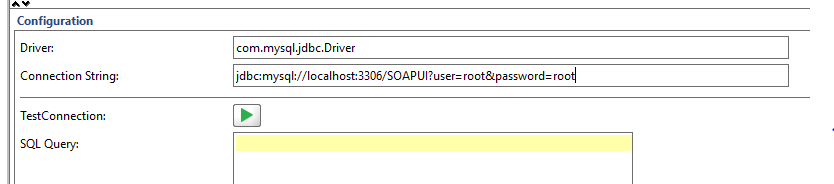 Configuration
Driver: com.mysql.jdbc.Driver
Connection String: jdbc:mysql://localhost:3306/SOAPUI?user=root&password=root
TestConnection:
SQL Query: